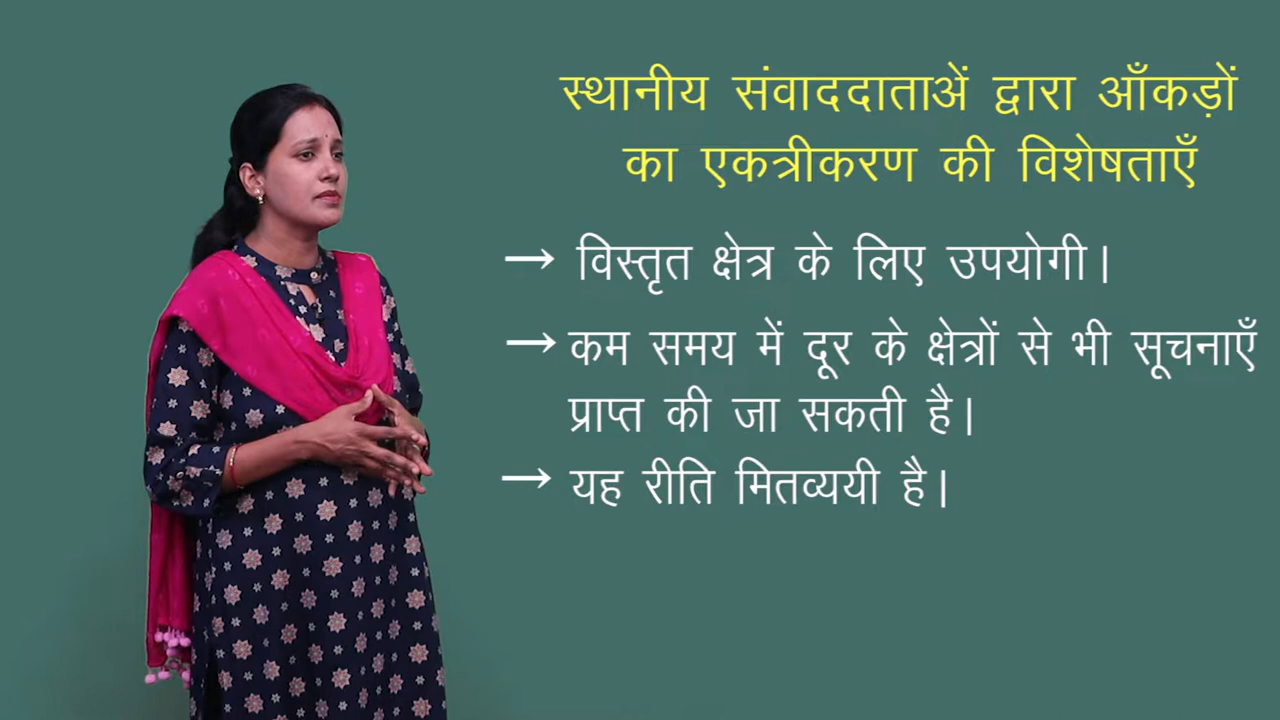 स्थानीय संवाददाताओं द्वारा आँकड़ों
का एकत्रीकरण की विशेषताएँ
→ विस्तृत क्षेत्र के लिए उपयोगी।
→ कम समय में दूर के क्षेत्रों से भी सूचनाएँ
प्राप्त की जा सकती है।
→ यह रीति मितव्ययी है।